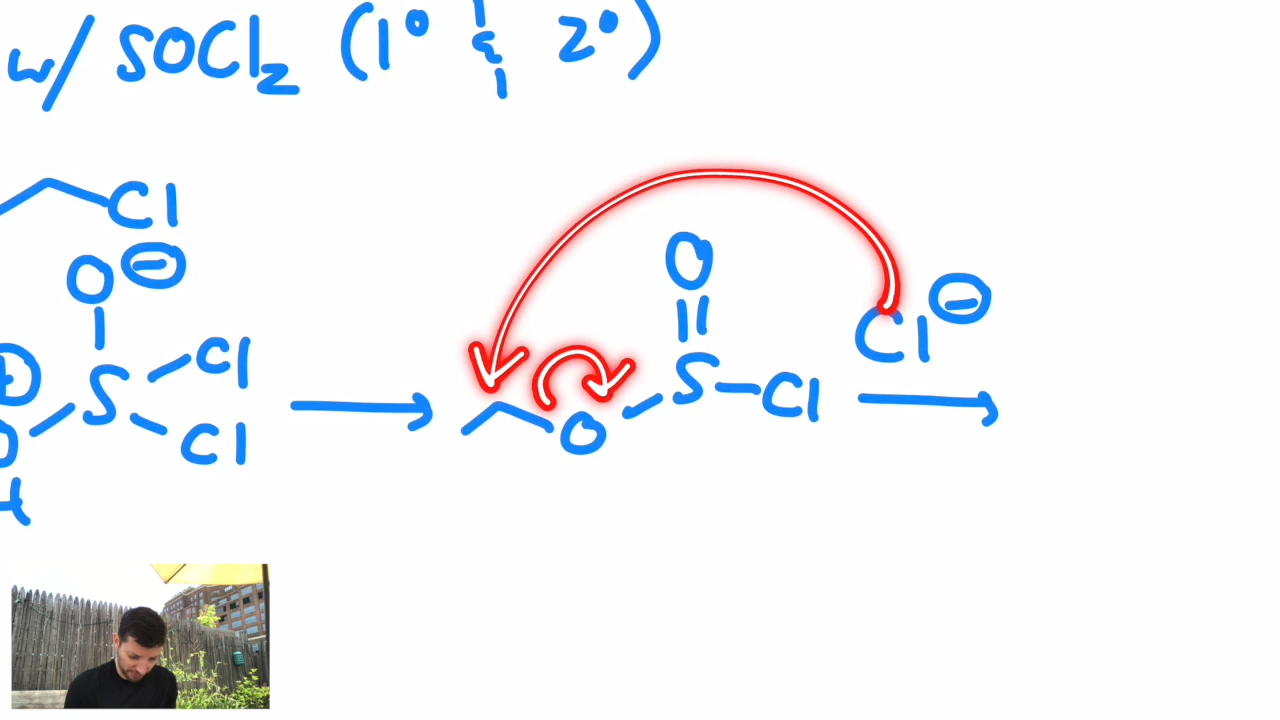 w/ SOCl₂ (1° & 2°)
Cl
O ⊖
O
Cl ⊖
⊕
S
Cl
Cl
S
Cl
O
O
H